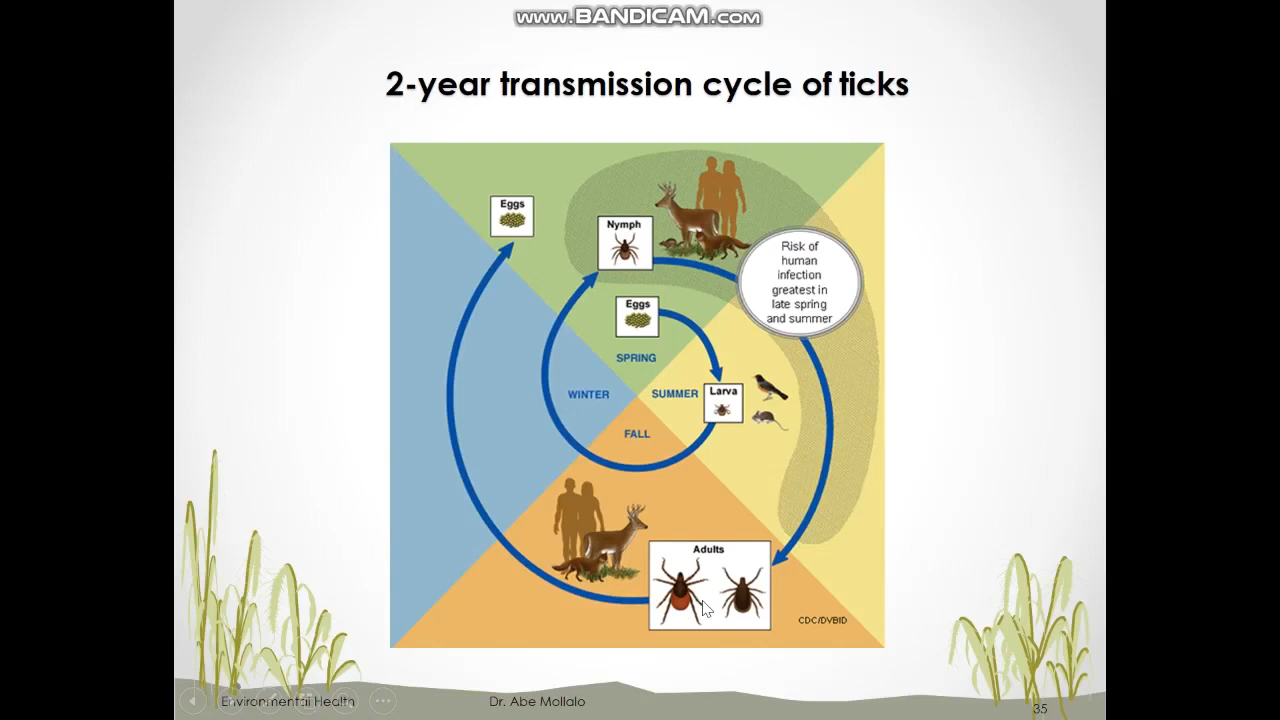 www.BANDICAM.com
2-year transmission cycle of ticks
Eggs
Nymph
Risk of
human
infection
greatest in
late spring
and summer
Eggs
SPRING
WINTER
SUMMER
Larva
FALL
Adults
CDC/DVBID
Environmental Health
Dr. Abe Mollalo
35